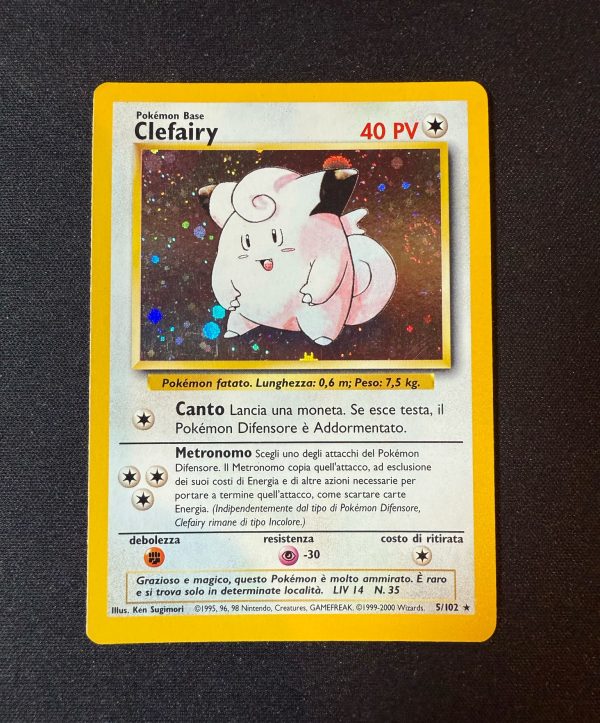 Pokémon Base
Clefairy
40 PV
Pokémon fatato. Lunghezza: 0,6 m; Peso: 7,5 kg.
Canto Lancia una moneta. Se esce testa, il
Pokémon Difensore è Addormentato.
Metronomo Scegli uno degli attacchi del Pokémon
Difensore. Il Metronomo copia quell'attacco, ad esclusione
dei suoi costi di Energia e di altre azioni necessarie per
portare a termine quell'attacco, come scartare carte
Energia. (Indipendentemente dal tipo di Pokémon Difensore,
Clefairy rimane di tipo Incolore.)
debolezza resistenza costo di ritirata
-30
Grazioso e magico, questo Pokémon è molto ammirato. È raro
e si trova solo in determinate località. LIV 14 N. 35
Illus. Ken Sugimori ©1995, 96, 98 Nintendo, Creatures, GAMEFREAK. ©1999-2000 Wizards. 5/102 ★